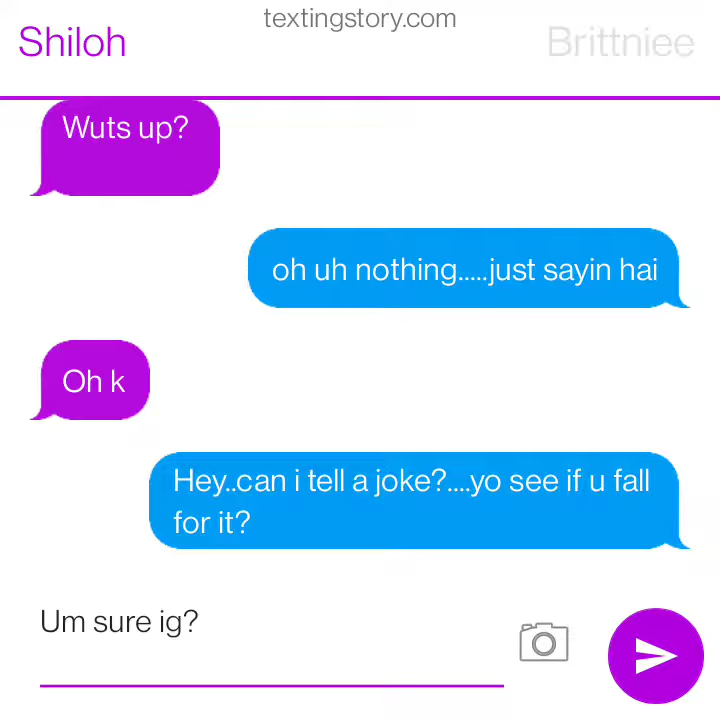 textingstory.com
Shiloh
Brittniee
Wuts up?
oh uh nothing.....just sayin hai
Oh k
Hey..can i tell a joke?....yo see if u fall
for it?
Um sure ig?